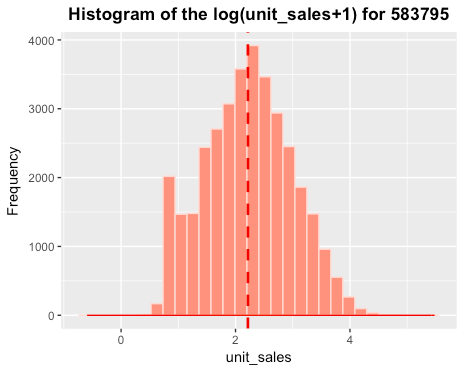 Histogram of the log(unit_sales+1) for 583795
Frequency
4000
3000
2000
1000
0
0 2 4
unit_sales